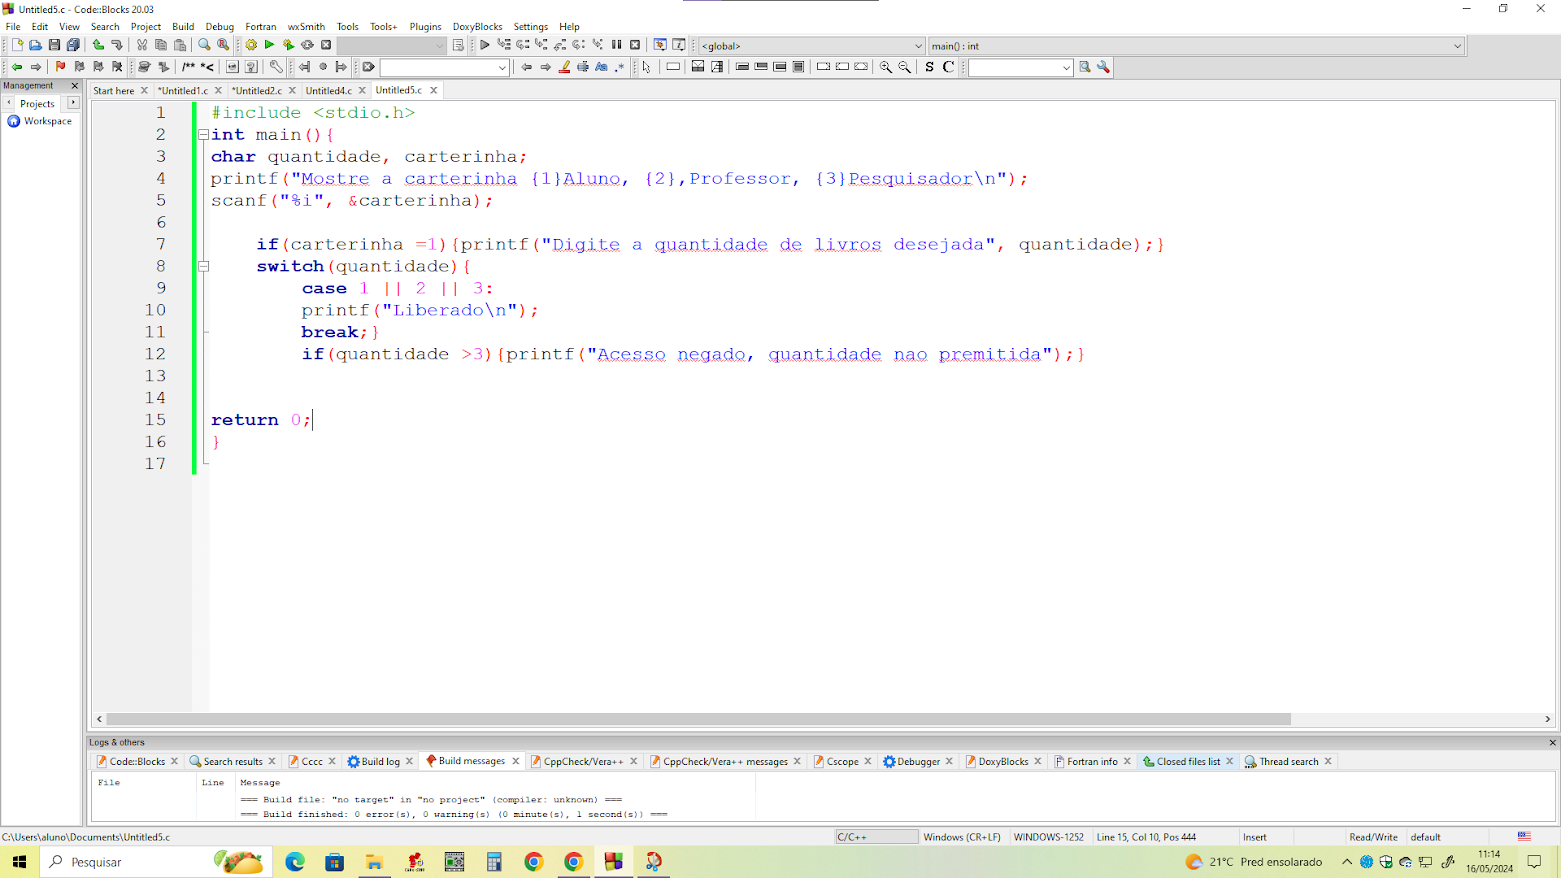 Untitled5.c - Code::Blocks 20.03
File Edit View Search Project Build Debug Fortran wxSmith Tools Tools+ Plugins DoxyBlocks Settings Help
<global> main() : int
/** *< Aa .* S C
Management
Start here *Untitled1.c *Untitled2.c Untitled4.c Untitled5.c
Projects
Workspace
1 #include <stdio.h>
2 int main(){
3 char quantidade, carterinha;
4 printf("Mostre a carterinha {1}Aluno, {2},Professor, {3}Pesquisador\n");
5 scanf("%i", &carterinha);
6
7 if(carterinha =1){printf("Digite a quantidade de livros desejada", quantidade);}
8 switch(quantidade){
9 case 1 || 2 || 3:
10 printf("Liberado\n");
11 break;}
12 if(quantidade >3){printf("Acesso negado, quantidade nao premitida");}
13
14
15 return 0;
16 }
17
Logs & others
Code::Blocks Search results Cccc Build log Build messages CppCheck/Vera++ CppCheck/Vera++ messages Cscope Debugger DoxyBlocks Fortran info Closed files list Thread search
File Line Message
=== Build file: "no target" in "no project" (compiler: unknown) ===
=== Build finished: 0 error(s), 0 warning(s) (0 minute(s), 1 second(s)) ===
C:\Users\aluno\Documents\Untitled5.c C/C++ Windows (CR+LF) WINDOWS-1252 Line 15, Col 10, Pos 444 Insert Read/Write default
Pesquisar 21°C Pred ensolarado 11:14
16/05/2024